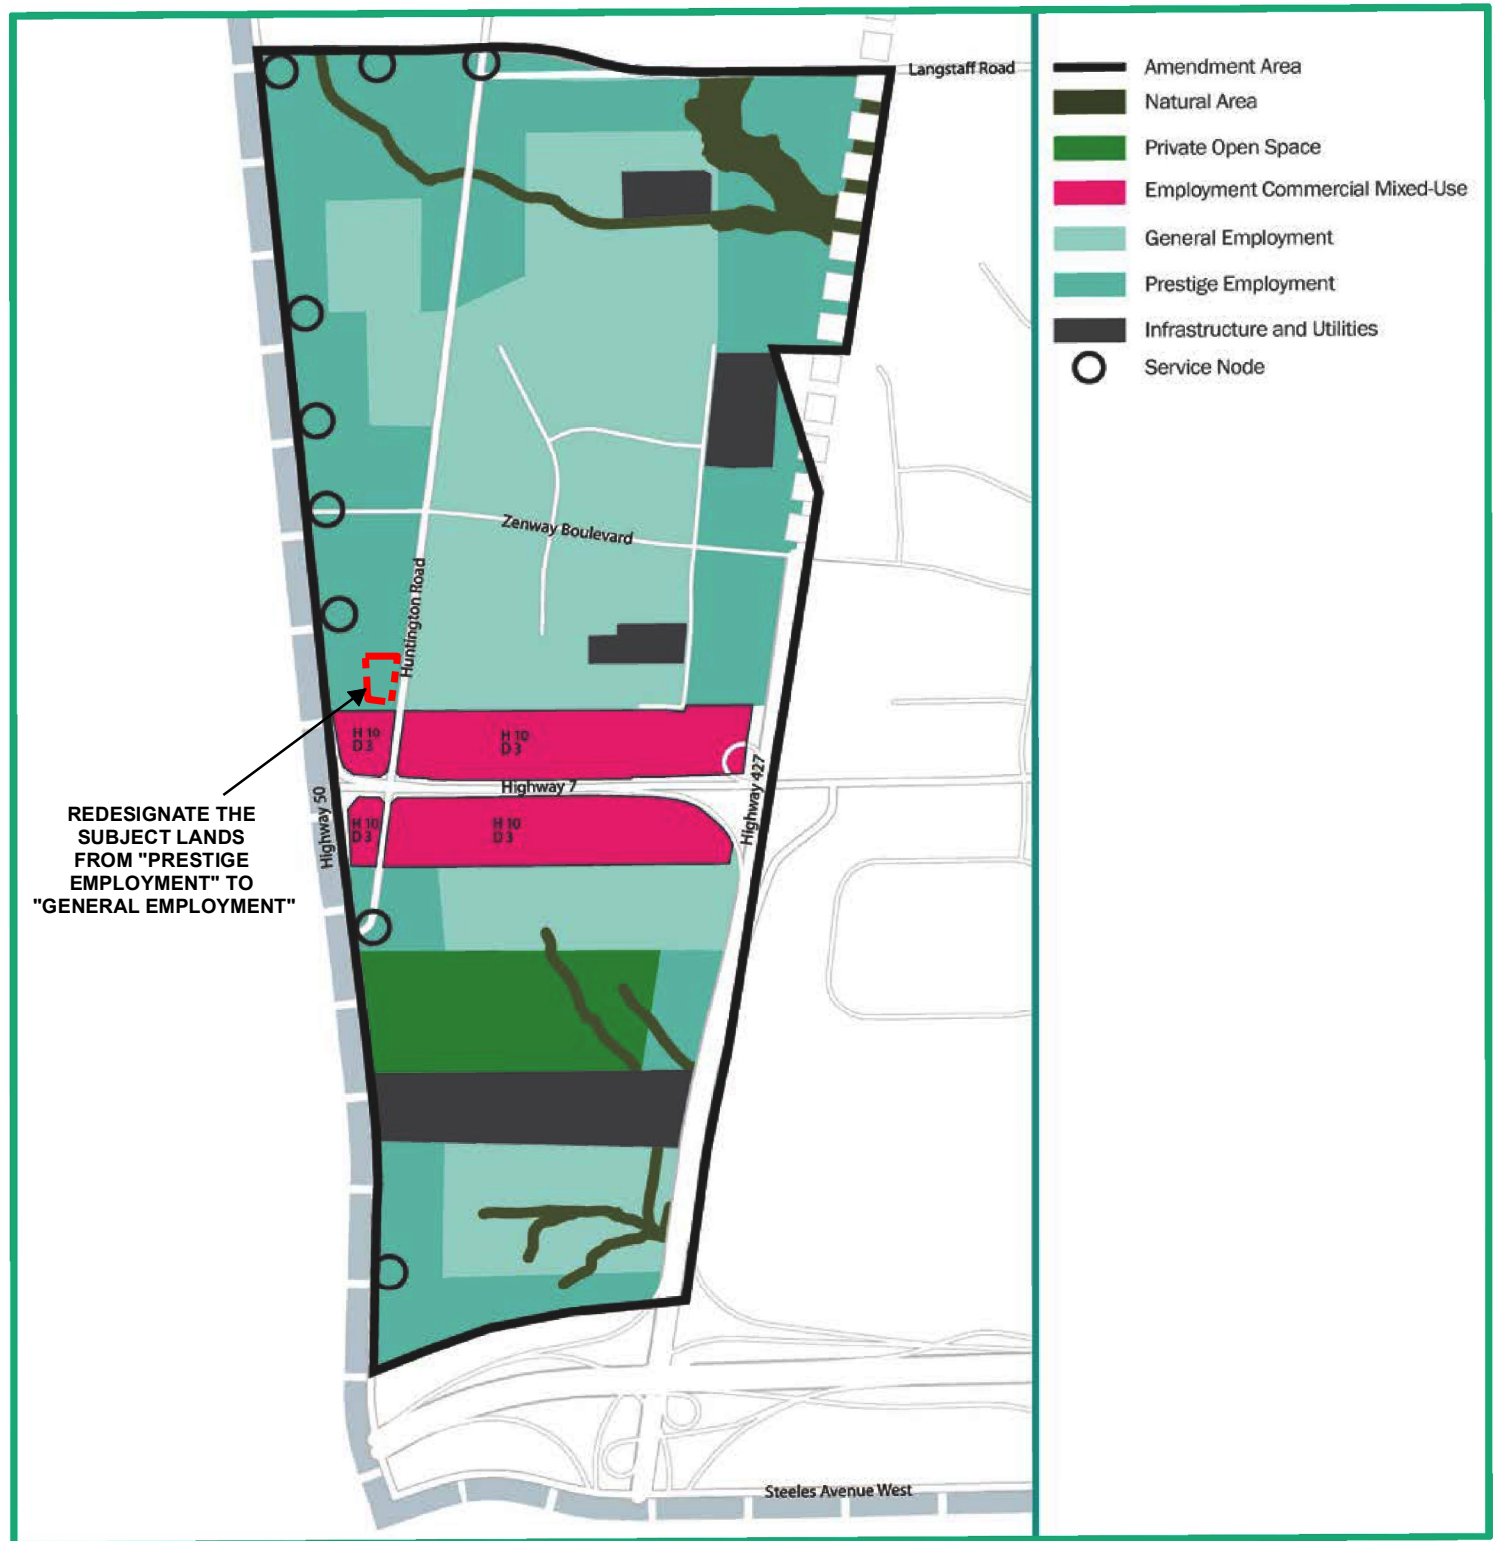 Langstaff Road
Amendment Area
Natural Area
Private Open Space
Employment Commercial Mixed-Use
General Employment
Prestige Employment
Infrastructure and Utilities
Service Node
Zenway Boulevard
Huntington Road
H 10
D 3
H 10
D 3
Highway 7
Highway 427
Highway 50
H 10
D 3
H 10
D 3
REDESIGNATE THE
SUBJECT LANDS
FROM "PRESTIGE
EMPLOYMENT" TO
"GENERAL EMPLOYMENT"
Steeles Avenue West